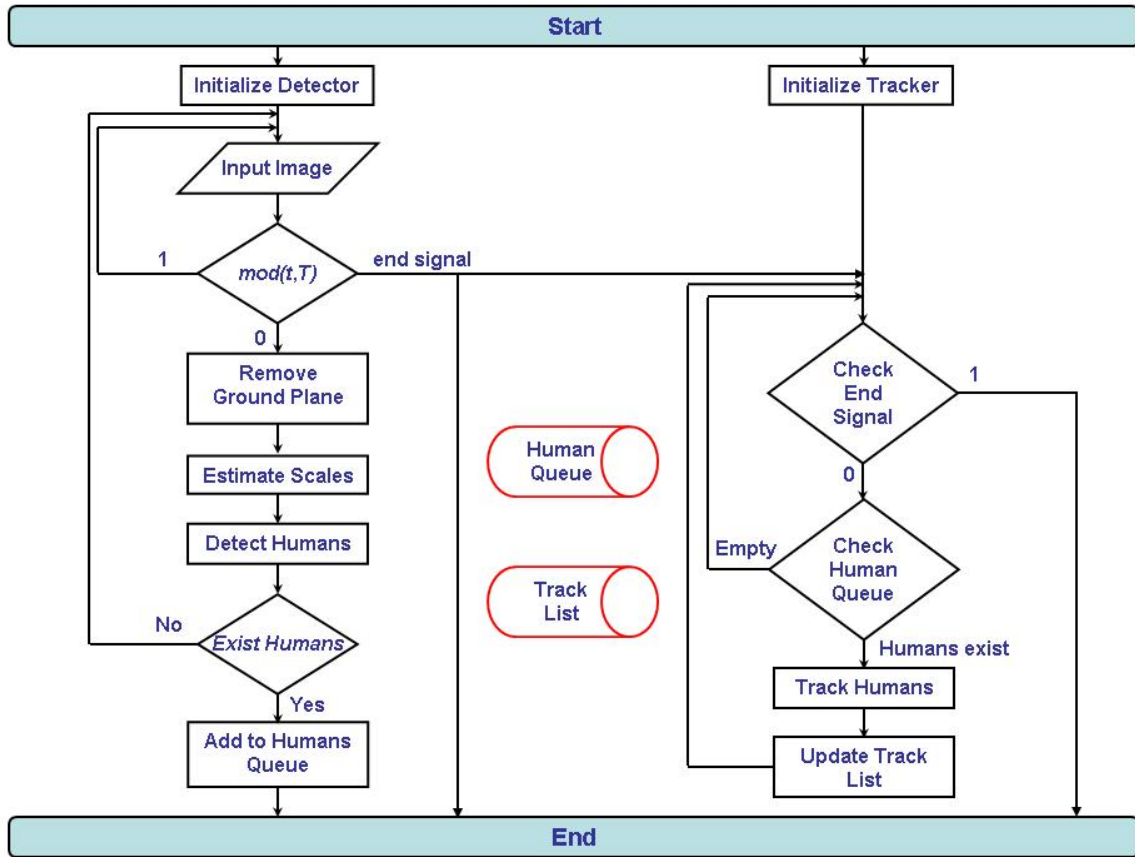 Start
Initialize Detector
Initialize Tracker
Input Image
1
mod(t,T)
end signal
0
Remove
Ground Plane
Estimate Scales
Detect Humans
No
Exist Humans
Yes
Add to Humans
Queue
Human
Queue
Track
List
Check
End
Signal
1
0
Empty
Check
Human
Queue
Humans exist
Track Humans
Update Track
List
End